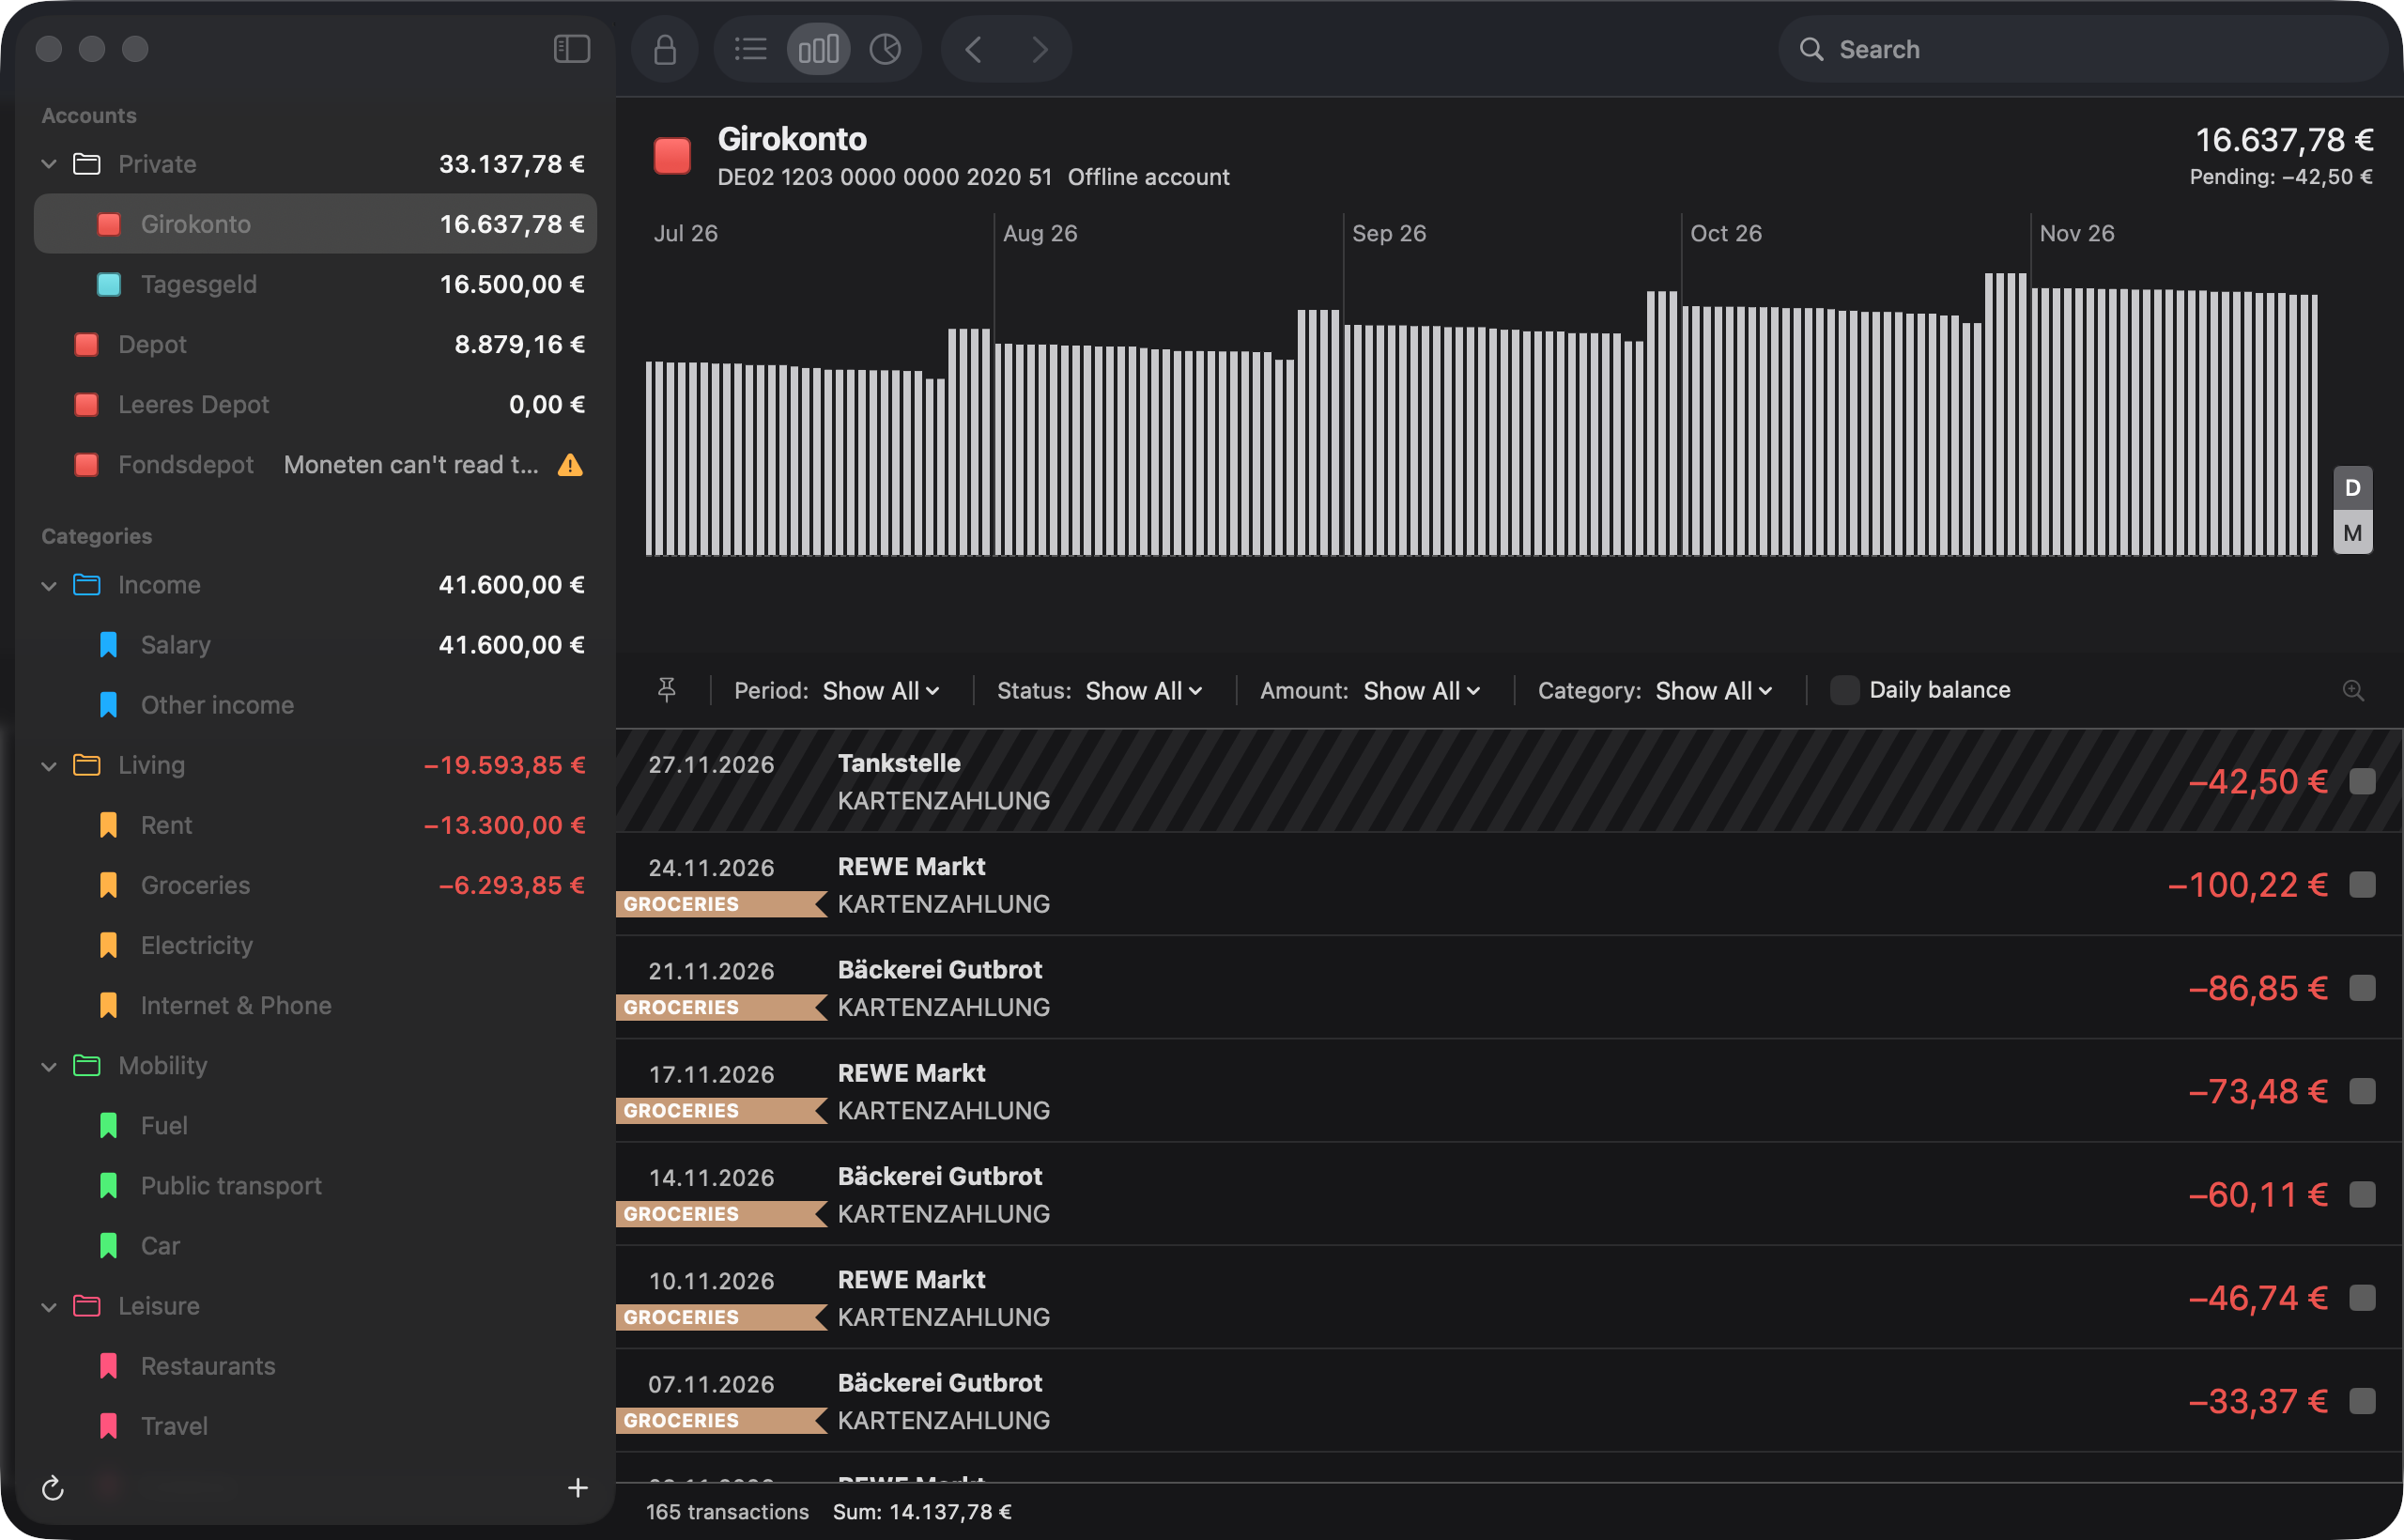 Search
Accounts
Private 33.137,78 €
Girokonto 16.637,78 €
Tagesgeld 16.500,00 €
Depot 8.879,16 €
Leeres Depot 0,00 €
Fondsdepot Moneten can't read t...
Categories
Income 41.600,00 €
Salary 41.600,00 €
Other income
Living −19.593,85 €
Rent −13.300,00 €
Groceries −6.293,85 €
Electricity
Internet & Phone
Mobility
Fuel
Public transport
Car
Leisure
Restaurants
Travel
Girokonto 16.637,78 €
DE02 1203 0000 0000 2020 51 Offline account Pending: −42,50 €
Jul 26 Aug 26 Sep 26 Oct 26 Nov 26
D
M
Period: Show All Status: Show All Amount: Show All Category: Show All Daily balance
27.11.2026 Tankstelle −42,50 €
KARTENZAHLUNG
24.11.2026 REWE Markt −100,22 €
GROCERIES KARTENZAHLUNG
21.11.2026 Bäckerei Gutbrot −86,85 €
GROCERIES KARTENZAHLUNG
17.11.2026 REWE Markt −73,48 €
GROCERIES KARTENZAHLUNG
14.11.2026 Bäckerei Gutbrot −60,11 €
GROCERIES KARTENZAHLUNG
10.11.2026 REWE Markt −46,74 €
GROCERIES KARTENZAHLUNG
07.11.2026 Bäckerei Gutbrot −33,37 €
GROCERIES KARTENZAHLUNG
REWE Markt
165 transactions Sum: 14.137,78 €